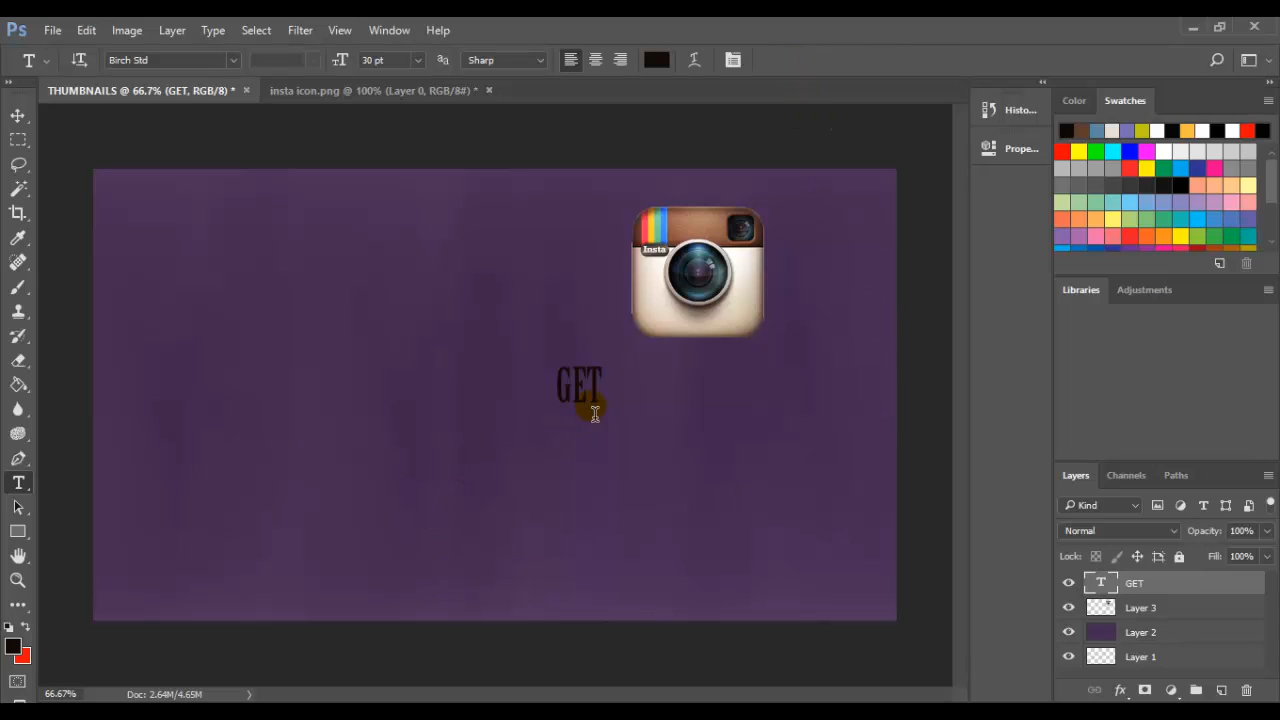 Ps File Edit Image Layer Type Select Filter View Window Help
T Birch Std 30 pt Sharp
THUMBNAILS @ 66.7% (GET, RGB/8) * insta icon.png @ 100% (Layer 0, RGB/8#) *
Histo...
Prope...
Color Swatches
Insta
GET
Libraries Adjustments
Layers Channels Paths
Kind
Normal Opacity: 100%
Lock: Fill: 100%
T GET
Layer 3
Layer 2
Layer 1
66.67% Doc: 2.64M/4.65M
fx